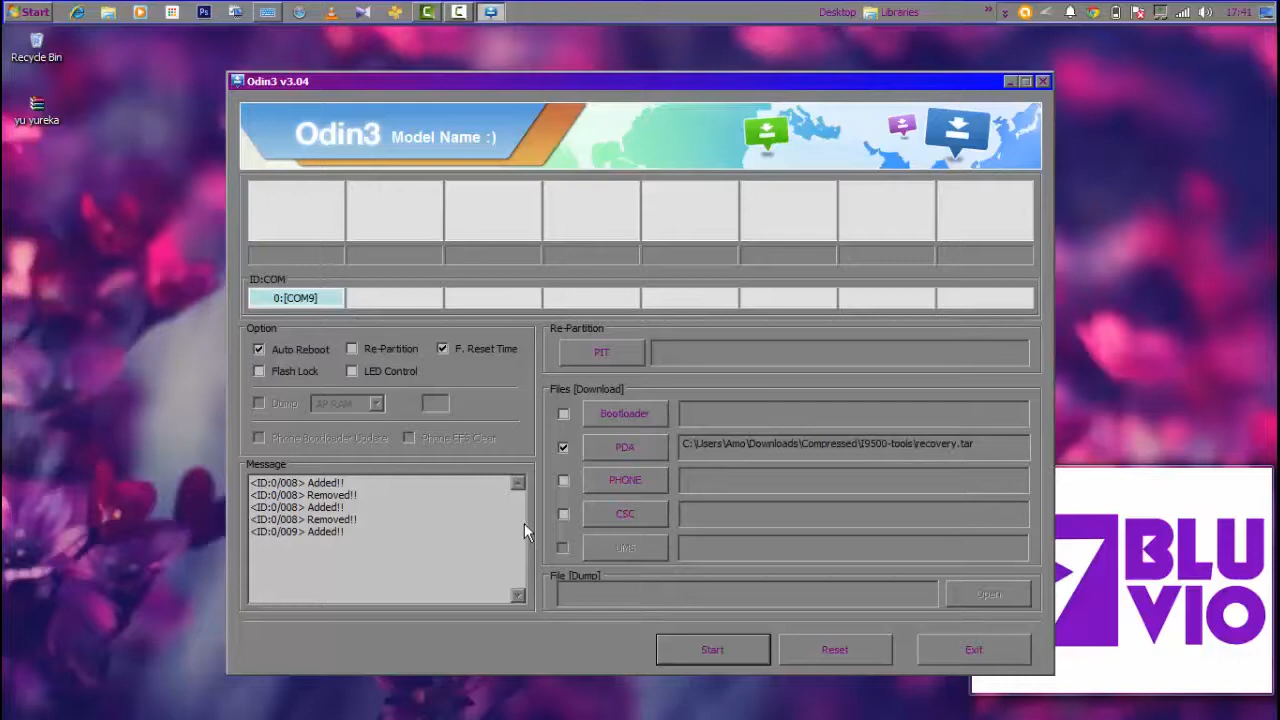 Start
Desktop
Libraries
»
17:41
Recycle Bin
yu yureka
Odin3 v3.04
Odin3 Model Name :)
ID:COM
0:[COM9]
Option
Auto Reboot
Re-Partition
F. Reset Time
Flash Lock
LED Control
Dump
AP RAM
Phone Bootloader Update
Phone EFS Clear
Message
<ID:0/008> Added!!
<ID:0/008> Removed!!
<ID:0/008> Added!!
<ID:0/008> Removed!!
<ID:0/009> Added!!
Re-Partition
PIT
Files [Download]
Bootloader
PDA
C:\Users\Amo\Downloads\Compressed\I9500-tools\recovery.tar
PHONE
CSC
UMS
File [Dump]
Open
Start
Reset
Exit
BLU
VIO